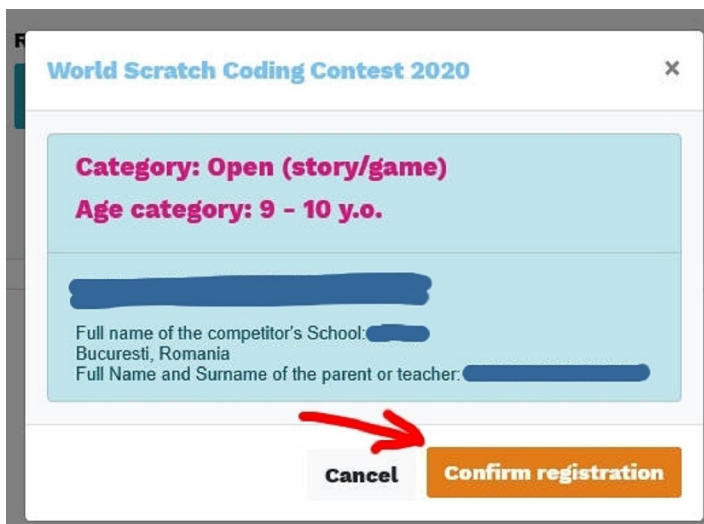 R
World Scratch Coding Contest 2020 ×
Category: Open (story/game)
Age category: 9 - 10 y.o.
Full name of the competitor's School:
Bucuresti, Romania
Full Name and Surname of the parent or teacher:
Cancel Confirm registration